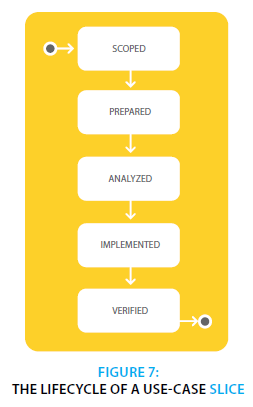 SCOPED
PREPARED
ANALYZED
IMPLEMENTED
VERIFIED
FIGURE 7:
THE LIFECYCLE OF A USE-CASE SLICE